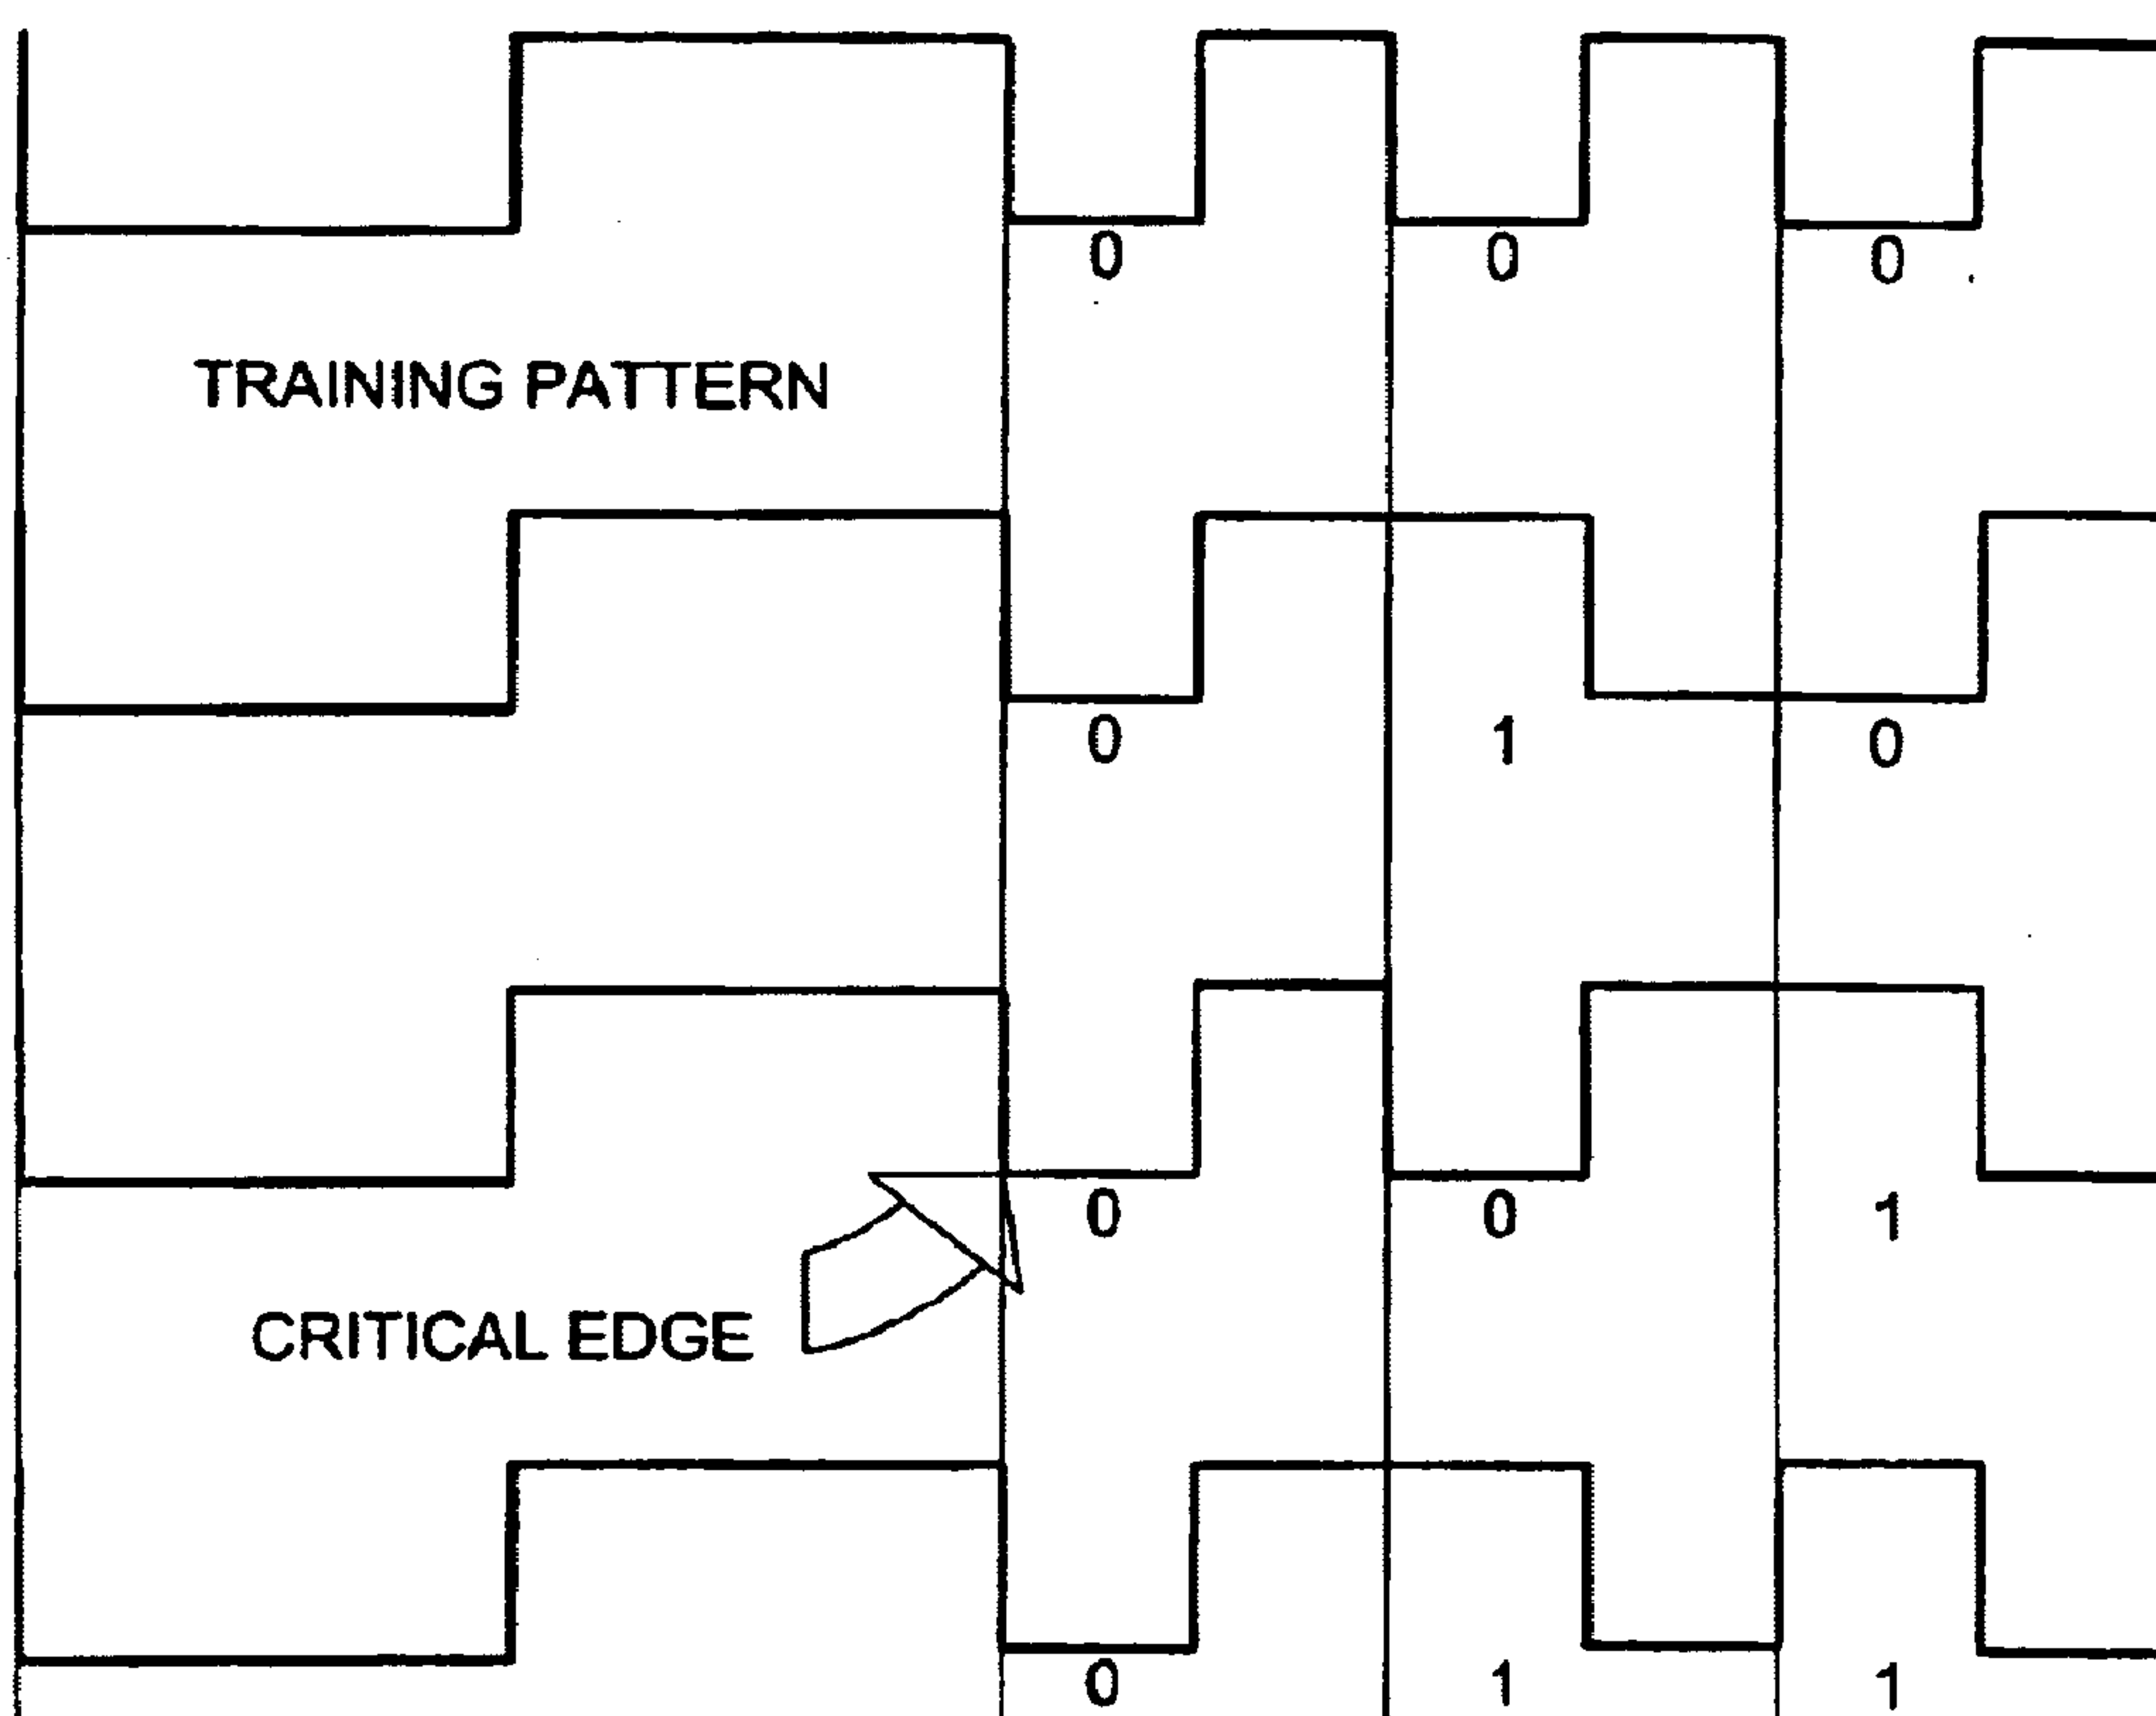 0 0 0
TRAINING PATTERN
0 1 0
0 0 1
CRITICAL EDGE
0 1 1